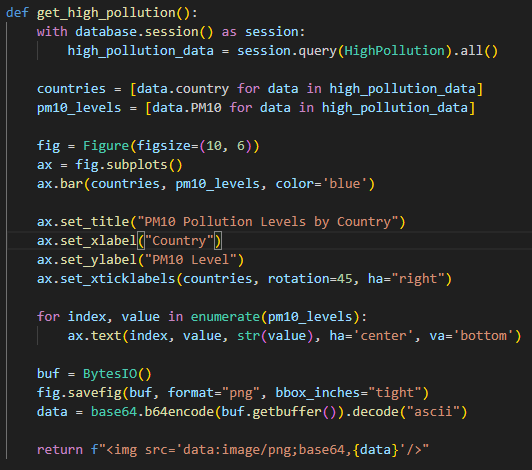 def get_high_pollution():
    with database.session() as session:
        high_pollution_data = session.query(HighPollution).all()

    countries = [data.country for data in high_pollution_data]
    pm10_levels = [data.PM10 for data in high_pollution_data]

    fig = Figure(figsize=(10, 6))
    ax = fig.subplots()
    ax.bar(countries, pm10_levels, color='blue')

    ax.set_title("PM10 Pollution Levels by Country")
    ax.set_xlabel("Country")
    ax.set_ylabel("PM10 Level")
    ax.set_xticklabels(countries, rotation=45, ha="right")

    for index, value in enumerate(pm10_levels):
        ax.text(index, value, str(value), ha='center', va='bottom')

    buf = BytesIO()
    fig.savefig(buf, format="png", bbox_inches="tight")
    data = base64.b64encode(buf.getbuffer()).decode("ascii")

    return f"<img src='data:image/png;base64,{data}'/>"